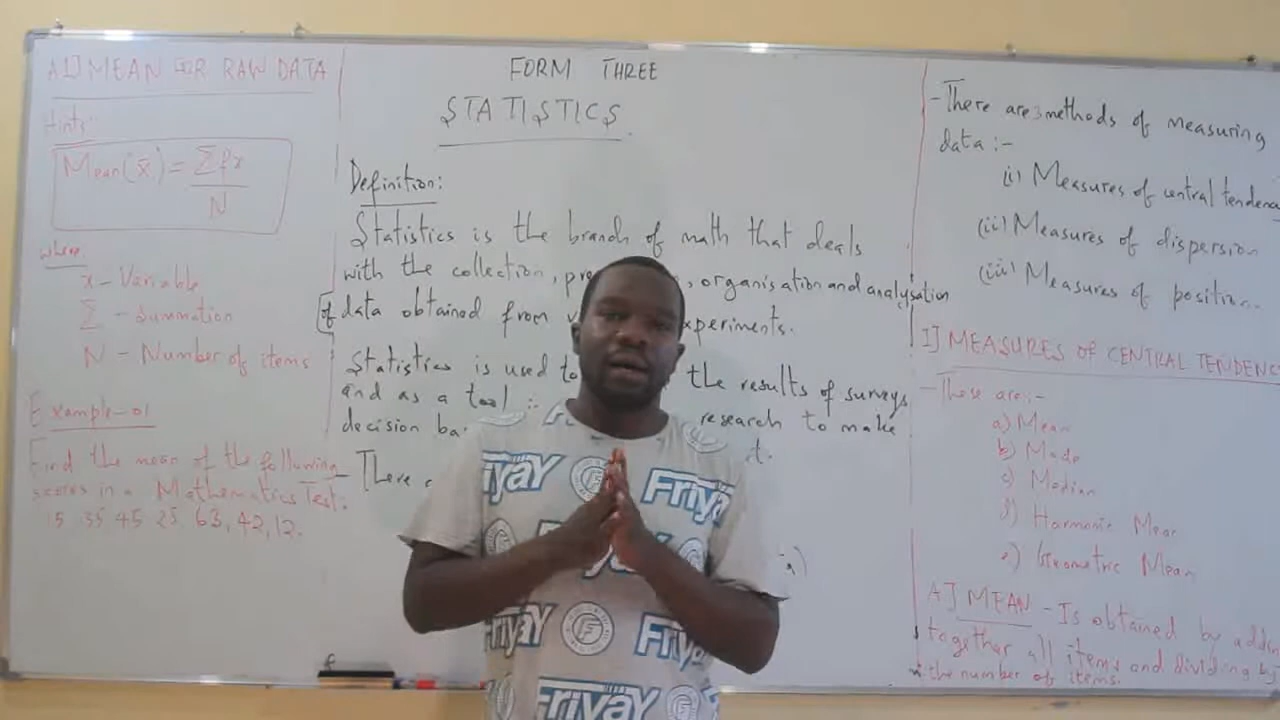 A] MEAN FOR RAW DATA
Hints:
Mean(x̄) = Σfx
N
where
x - Variable
Σ - Summation
N - Number of items
Example-01
Find the mean of the following
scores in a Mathematics Test.
15 35 45 25 63, 42, 12.
FORM THREE
STATISTICS
Definition:
Statistics is the branch of math that deals
with the collection, , organisation and analysation
of data obtained from
Statistics is used to the results of surveys
and as a tool
decision research to make
- There
- There are 3 methods of measuring
data :-
(i) Measures of central
(ii) Measures of dispersion
(iii) Measures of position.
I] MEASURES OF CENTRAL
- These are:-
a) Mean
b) Mode
c) Median
d) Harmonic Mean
e) Geometric Mean
A] MEAN - Is obtained by
together all items and dividing by
the number of items.
FriYAY
FriYAY
FriYAY
FriYAY
FriYAY